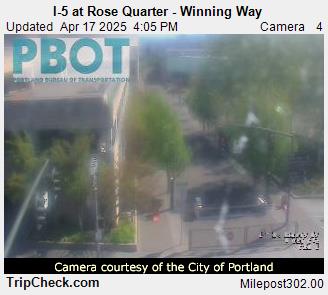 I-5 at Rose Quarter - Winning Way
Updated Apr 17 2025 4:05 PM Camera 4
PBOT
PORTLAND BUREAU OF TRANSPORTATION
Camera courtesy of the City of Portland
TripCheck.com Milepost302.00